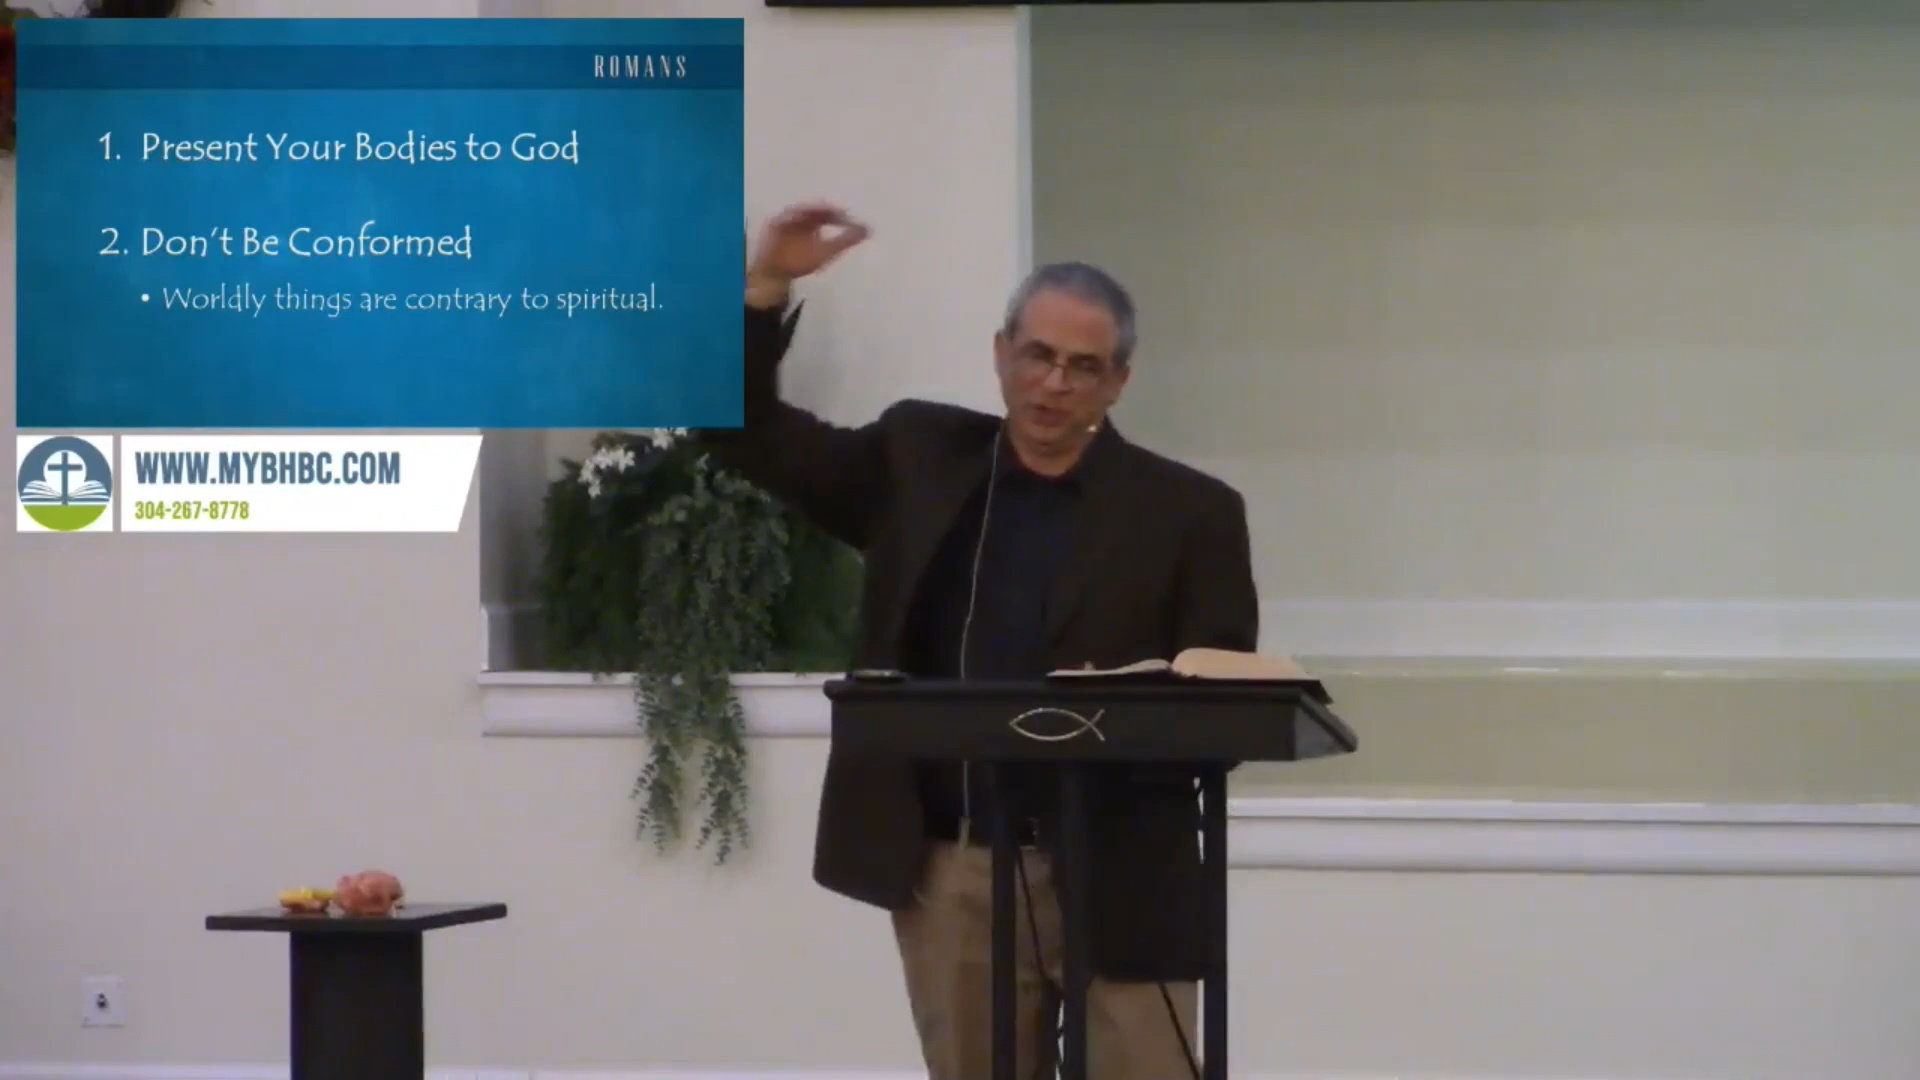 ROMANS
1. Present Your Bodies to God
2. Don't Be Conformed
• Worldly things are contrary to spiritual.
WWW.MYBHBC.COM
304-267-8778